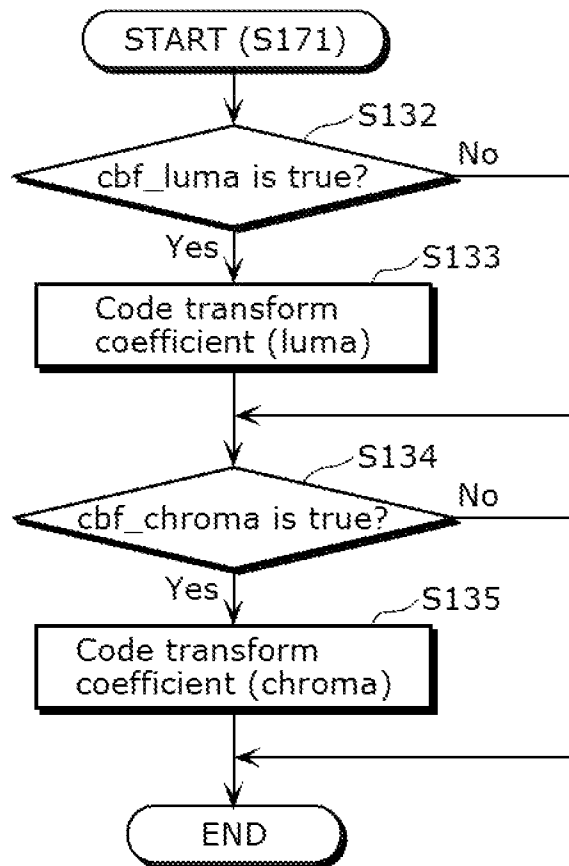 START (S171)
S132
cbf_luma is true?
No
Yes
S133
Code transform
coefficient (luma)
S134
cbf_chroma is true?
No
Yes
S135
Code transform
coefficient (chroma)
END